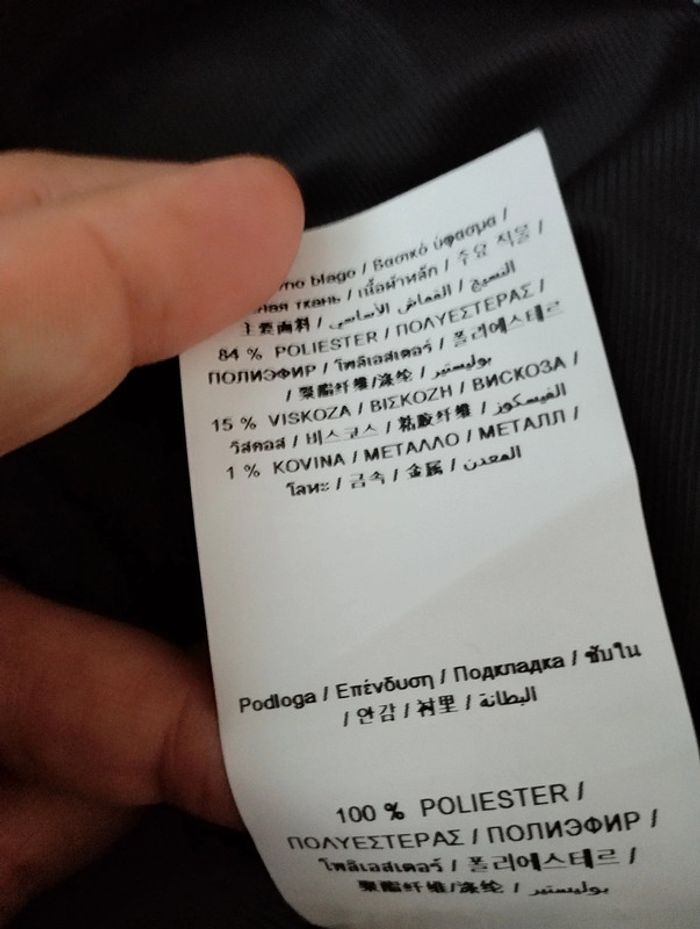 blago / Βασικό ύφασμα /
ткань / เนื้อผ้าหลัก / 주요 직물 /
主要面料 / القماش الأساسي / النسيج
84 % POLIESTER / ΠΟΛΥΕΣΤΕΡΑΣ /
ПОЛИЭФИР / โพลิเอสเตอร์ / 폴리에스테르
/ 聚酯纤维/涤纶 / بوليستير
15 % VISKOZA / ΒΙΣΚΟΖΗ / ВИСКОЗА /
วิสคอส / 비스코스 / 粘胶纤维 / الفيسكوز
1 % KOVINA / ΜΕΤΑΛΛΟ / МЕТАЛЛ /
โลหะ / 금속 / 金属 / المعدن
Podloga / Επένδυση / Подкладка / ซับใน
/ 안감 / 衬里 / البطانة
100 % POLIESTER /
ΠΟΛΥΕΣΤΕΡΑΣ / ПОЛИЭФИР /
โพลิเอสเตอร์ / 폴리에스테르 /
聚酯纤维/涤纶 / بوليستير